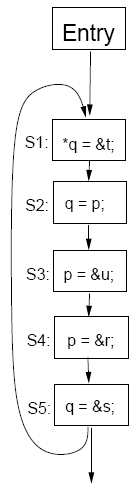 Entry
S1: *q = &t;
S2: q = p;
S3: p = &u;
S4: p = &r;
S5: q = &s;